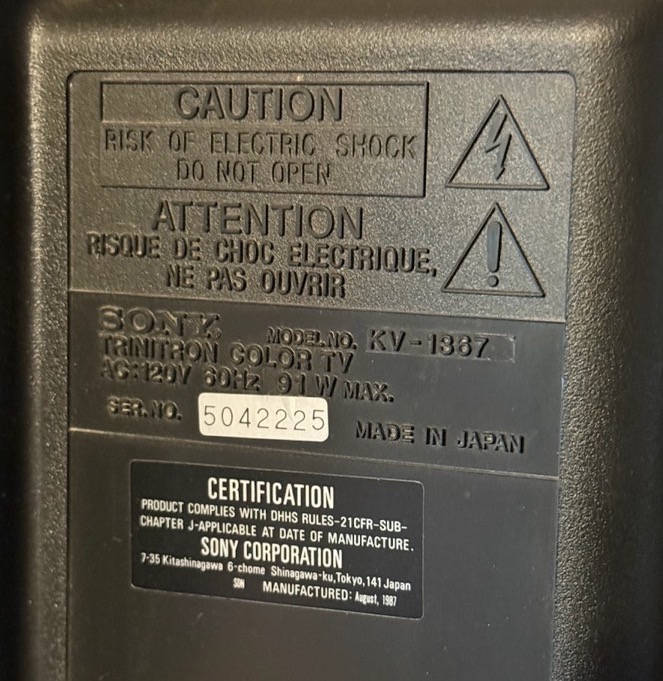 CAUTION
RISK OF ELECTRIC SHOCK
DO NOT OPEN
ATTENTION
RISQUE DE CHOC ELECTRIQUE,
NE PAS OUVRIR
SONY. MODEL NO. KV-1367
TRINITRON COLOR TV
AC:120V 60Hz 91W MAX.
SER.NO. 5042225 MADE IN JAPAN
CERTIFICATION
PRODUCT COMPLIES WITH DHHS RULES-21CFR-SUB-
CHAPTER J-APPLICABLE AT DATE OF MANUFACTURE.
SONY CORPORATION
7-35 Kitashinagawa 6-chome Shinagawa-ku,Tokyo,141 Japan
SDN MANUFACTURED: August, 1987